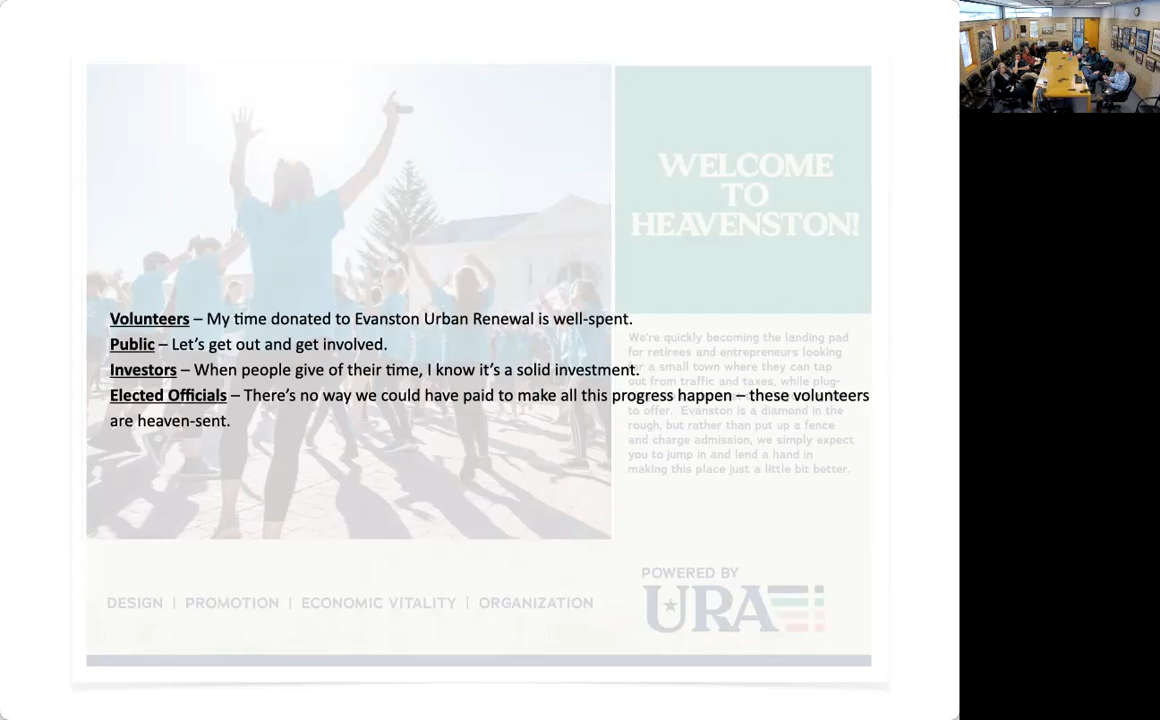 WELCOME
TO
HEAVENSTON!
Volunteers – My time donated to Evanston Urban Renewal is well-spent.
Public – Let's get out and get involved.
Investors – When people give of their time, I know it's a solid investment.
Elected Officials – There's no way we could have paid to make all this progress happen – these volunteers
are heaven-sent.
We're quickly becoming the landing pad
for retirees and entrepreneurs looking
a small town where they can tap
out from traffic and taxes, while plug-
to offer. Evanston is a diamond in the
rough, but rather than put up a fence
and charge admission, we simply expect
you to jump in and lend a hand in
making this place just a little bit better.
DESIGN | PROMOTION | ECONOMIC VITALITY | ORGANIZATION
POWERED BY
URA